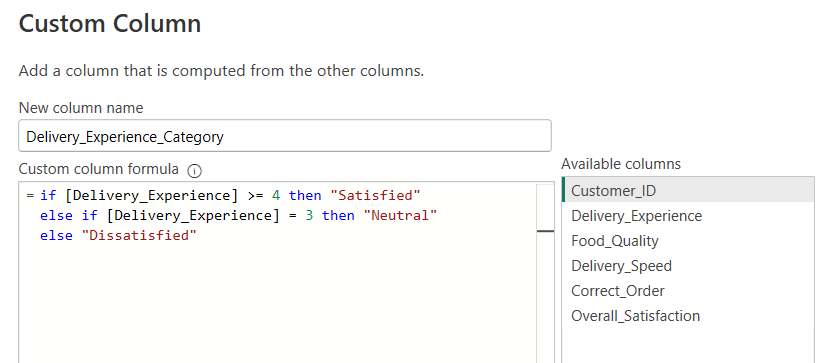 Custom Column
Add a column that is computed from the other columns.
New column name
Delivery_Experience_Category
Custom column formula
= if [Delivery_Experience] >= 4 then "Satisfied"
else if [Delivery_Experience] = 3 then "Neutral"
else "Dissatisfied"
Available columns
Customer_ID
Delivery_Experience
Food_Quality
Delivery_Speed
Correct_Order
Overall_Satisfaction